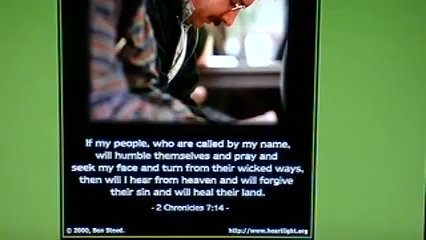 If my people, who are called by my name,
will humble themselves and pray and
seek my face and turn from their wicked ways,
then will I hear from heaven and will forgive
their sin and will heal their land.
- 2 Chronicles 7:14 -
© 2000, Ben Steed. http://www.heartlight.org